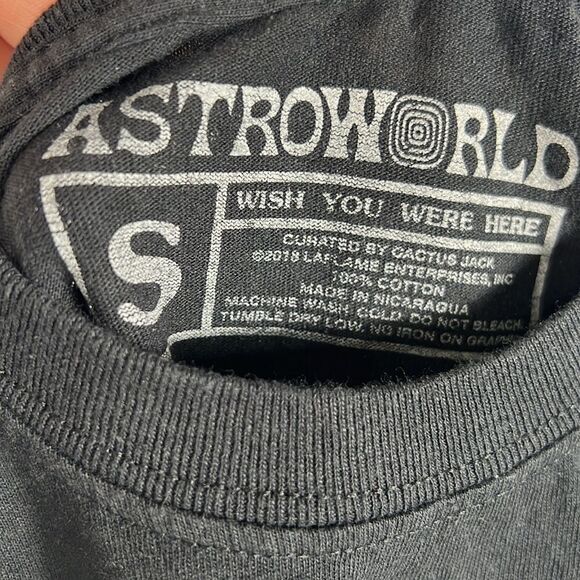 ASTROWORLD
S
WISH YOU WERE HERE
CURATED BY CACTUS JACK.
©2018 LAFLAME ENTERPRISES, INC
100% COTTON
MADE IN NICARAGUA
MACHINE WASH COLD. DO NOT BLEACH.
TUMBLE DRY LOW. NO IRON ON